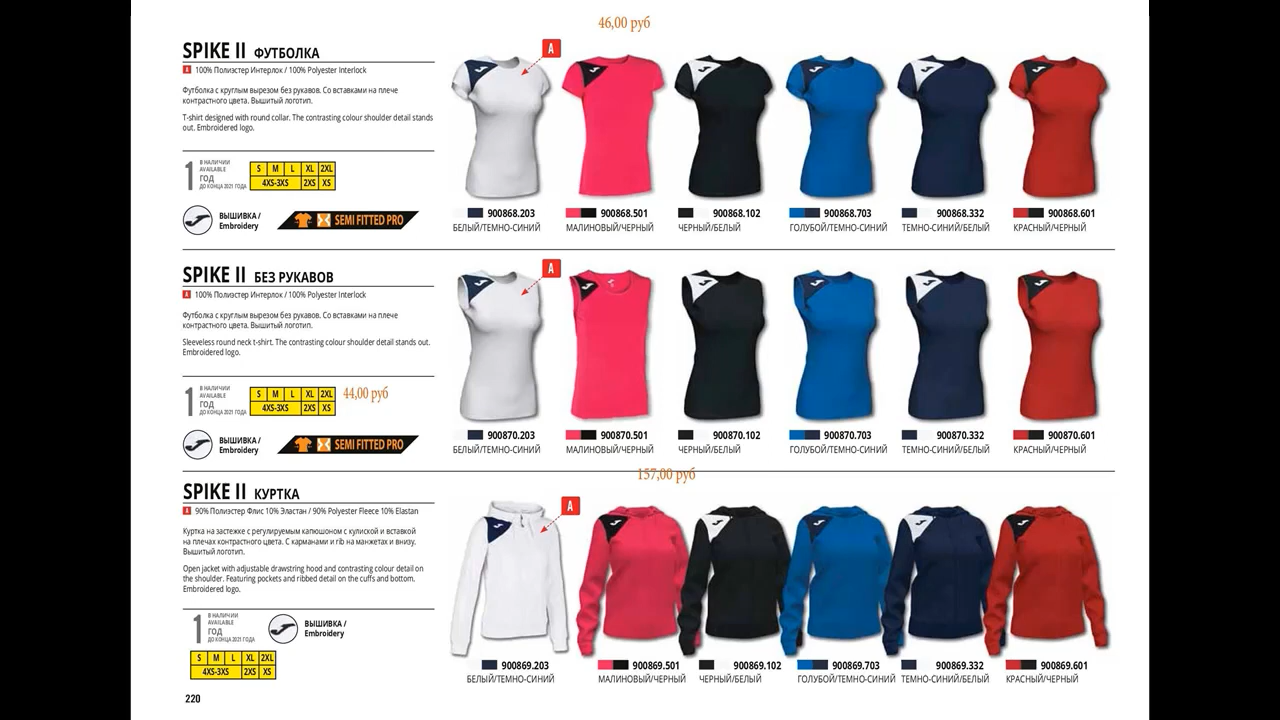 46,00 руб
SPIKE II ФУТБОЛКА
A
A 100% Полиэстер Интерлок / 100% Polyester Interlock
Футболка с круглым вырезом без рукавов. Со вставками на плече
контрастного цвета. Вышитый логотип.
T-shirt designed with round collar. The contrasting colour shoulder detail stands
out. Embroidered logo.
1 В НАЛИЧИИ
AVAILABLE
ГОД
ДО КОНЦА 2021 ГОДА
S M L XL 2XL
4XS-3XS 2XS XS
ВЫШИВКА /
Embroidery
SEMI FITTED PRO
900868.203 900868.501 900868.102 900868.703 900868.332 900868.601
БЕЛЫЙ/ТЕМНО-СИНИЙ МАЛИНОВЫЙ/ЧЕРНЫЙ ЧЕРНЫЙ/БЕЛЫЙ ГОЛУБОЙ/ТЕМНО-СИНИЙ ТЕМНО-СИНИЙ/БЕЛЫЙ КРАСНЫЙ/ЧЕРНЫЙ
SPIKE II БЕЗ РУКАВОВ
A
A 100% Полиэстер Интерлок / 100% Polyester Interlock
Футболка с круглым вырезом без рукавов. Со вставками на плече
контрастного цвета. Вышитый логотип.
Sleeveless round neck t-shirt. The contrasting colour shoulder detail stands out.
Embroidered logo.
1 В НАЛИЧИИ
AVAILABLE
ГОД
ДО КОНЦА 2021 ГОДА
S M L XL 2XL
4XS-3XS 2XS XS
44,00 руб
ВЫШИВКА /
Embroidery
SEMI FITTED PRO
900870.203 900870.501 900870.102 900870.703 900870.332 900870.601
БЕЛЫЙ/ТЕМНО-СИНИЙ МАЛИНОВЫЙ/ЧЕРНЫЙ ЧЕРНЫЙ/БЕЛЫЙ ГОЛУБОЙ/ТЕМНО-СИНИЙ ТЕМНО-СИНИЙ/БЕЛЫЙ КРАСНЫЙ/ЧЕРНЫЙ
157,00 руб
SPIKE II КУРТКА
A
A 90% Полиэстер Флис 10% Эластан / 90% Polyester Fleece 10% Elastan
Куртка на застежке с регулируемым капюшоном с кулиской и вставкой
на плечах контрастного цвета. С карманами и rib на манжетах и внизу.
Вышитый логотип.
Open jacket with adjustable drawstring hood and contrasting colour detail on
the shoulder. Featuring pockets and ribbed detail on the cuffs and bottom.
Embroidered logo.
1 В НАЛИЧИИ
AVAILABLE
ГОД
ДО КОНЦА 2021 ГОДА
ВЫШИВКА /
Embroidery
S M L XL 2XL
4XS-3XS 2XS XS
900869.203 900869.501 900869.102 900869.703 900869.332 900869.601
БЕЛЫЙ/ТЕМНО-СИНИЙ МАЛИНОВЫЙ/ЧЕРНЫЙ ЧЕРНЫЙ/БЕЛЫЙ ГОЛУБОЙ/ТЕМНО-СИНИЙ ТЕМНО-СИНИЙ/БЕЛЫЙ КРАСНЫЙ/ЧЕРНЫЙ
220